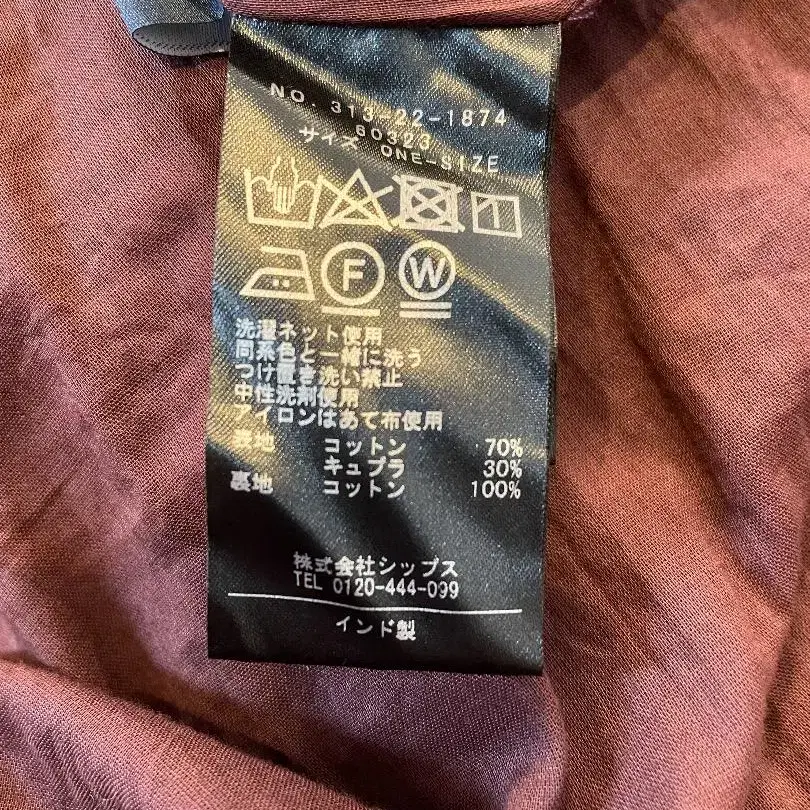 NO. 313-22-1874
60323
サイズ ONE-SIZE
F W
洗濯ネット使用
同系色と一緒に洗う
つけ置き洗い禁止
中性洗剤使用
アイロンはあて布使用
表地 コットン 70%
キュプラ 30%
裏地 コットン 100%
株式会社シップス
TEL 0120-444-099
インド製